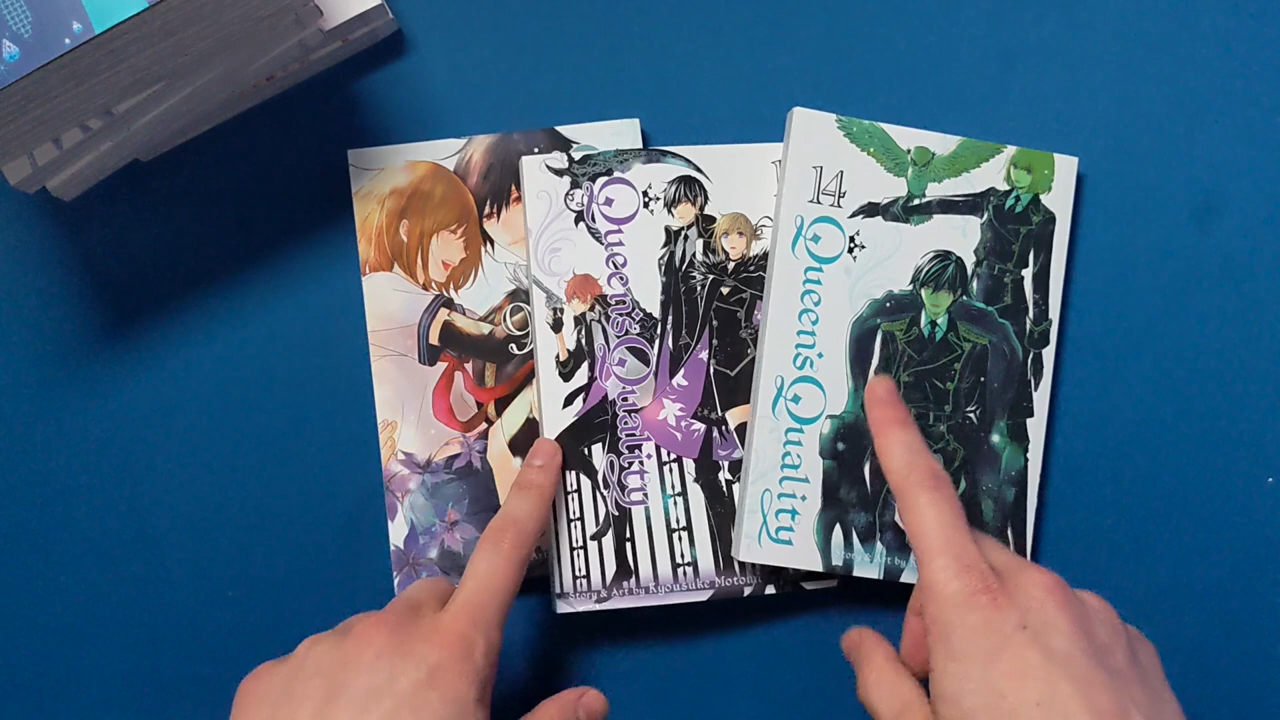 9
Queen's Quality
Story & Art by Kyousuke Motomi
14
Queen's Quality
Story & Art by